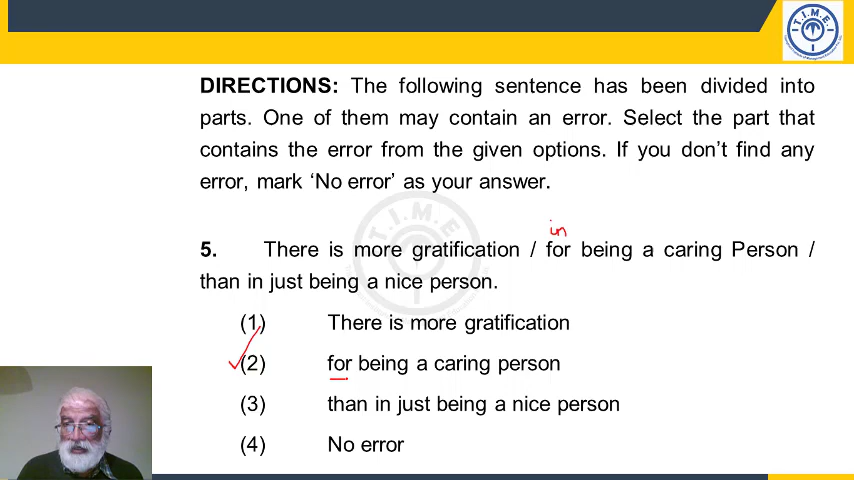 T.I.M.E.
DIRECTIONS: The following sentence has been divided into
parts. One of them may contain an error. Select the part that
contains the error from the given options. If you don't find any
error, mark 'No error' as your answer.
T.I.M.E.
in
5. There is more gratification / for being a caring Person /
than in just being a nice person.
(1) There is more gratification
(2) for being a caring person
(3) than in just being a nice person
(4) No error